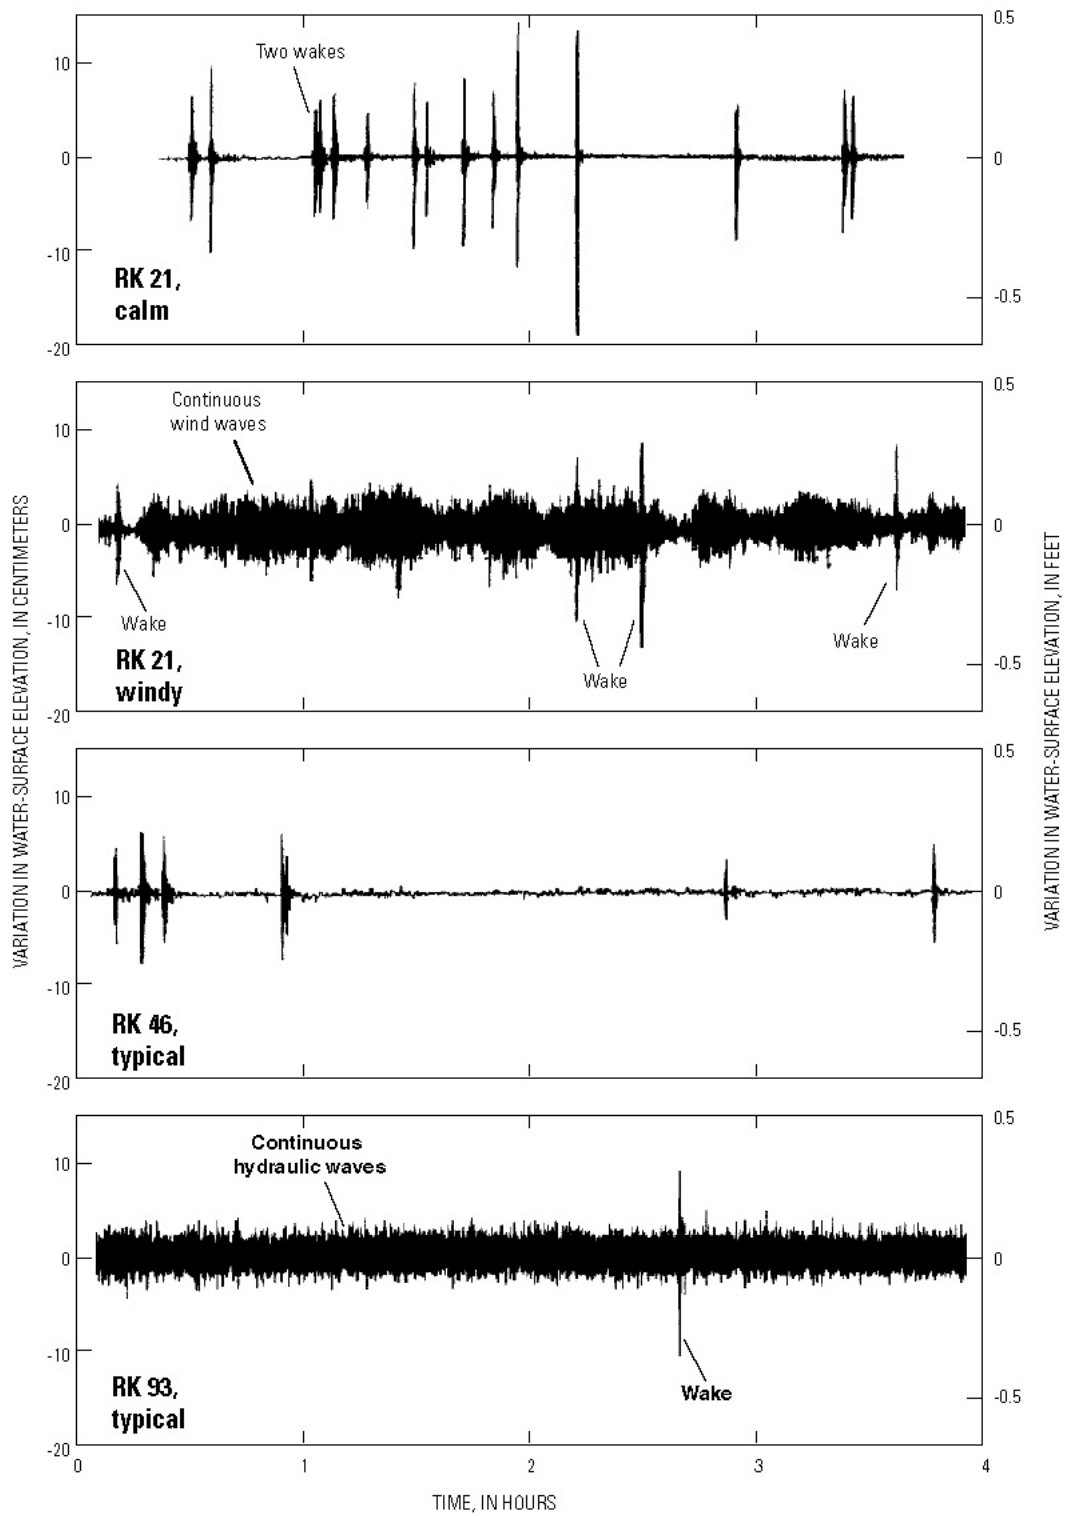 VARIATION IN WATER-SURFACE ELEVATION, IN CENTIMETERS
VARIATION IN WATER-SURFACE ELEVATION, IN FEET
10
0
-10
-20
0.5
0
-0.5
Two wakes
RK 21,
calm
10
0
-10
-20
0.5
0
-0.5
Continuous
wind waves
Wake
Wake
Wake
RK 21,
windy
10
0
-10
-20
0.5
0
-0.5
RK 46,
typical
10
0
-10
-20
0.5
0
-0.5
Continuous
hydraulic waves
Wake
RK 93,
typical
0 1 2 3 4
TIME, IN HOURS